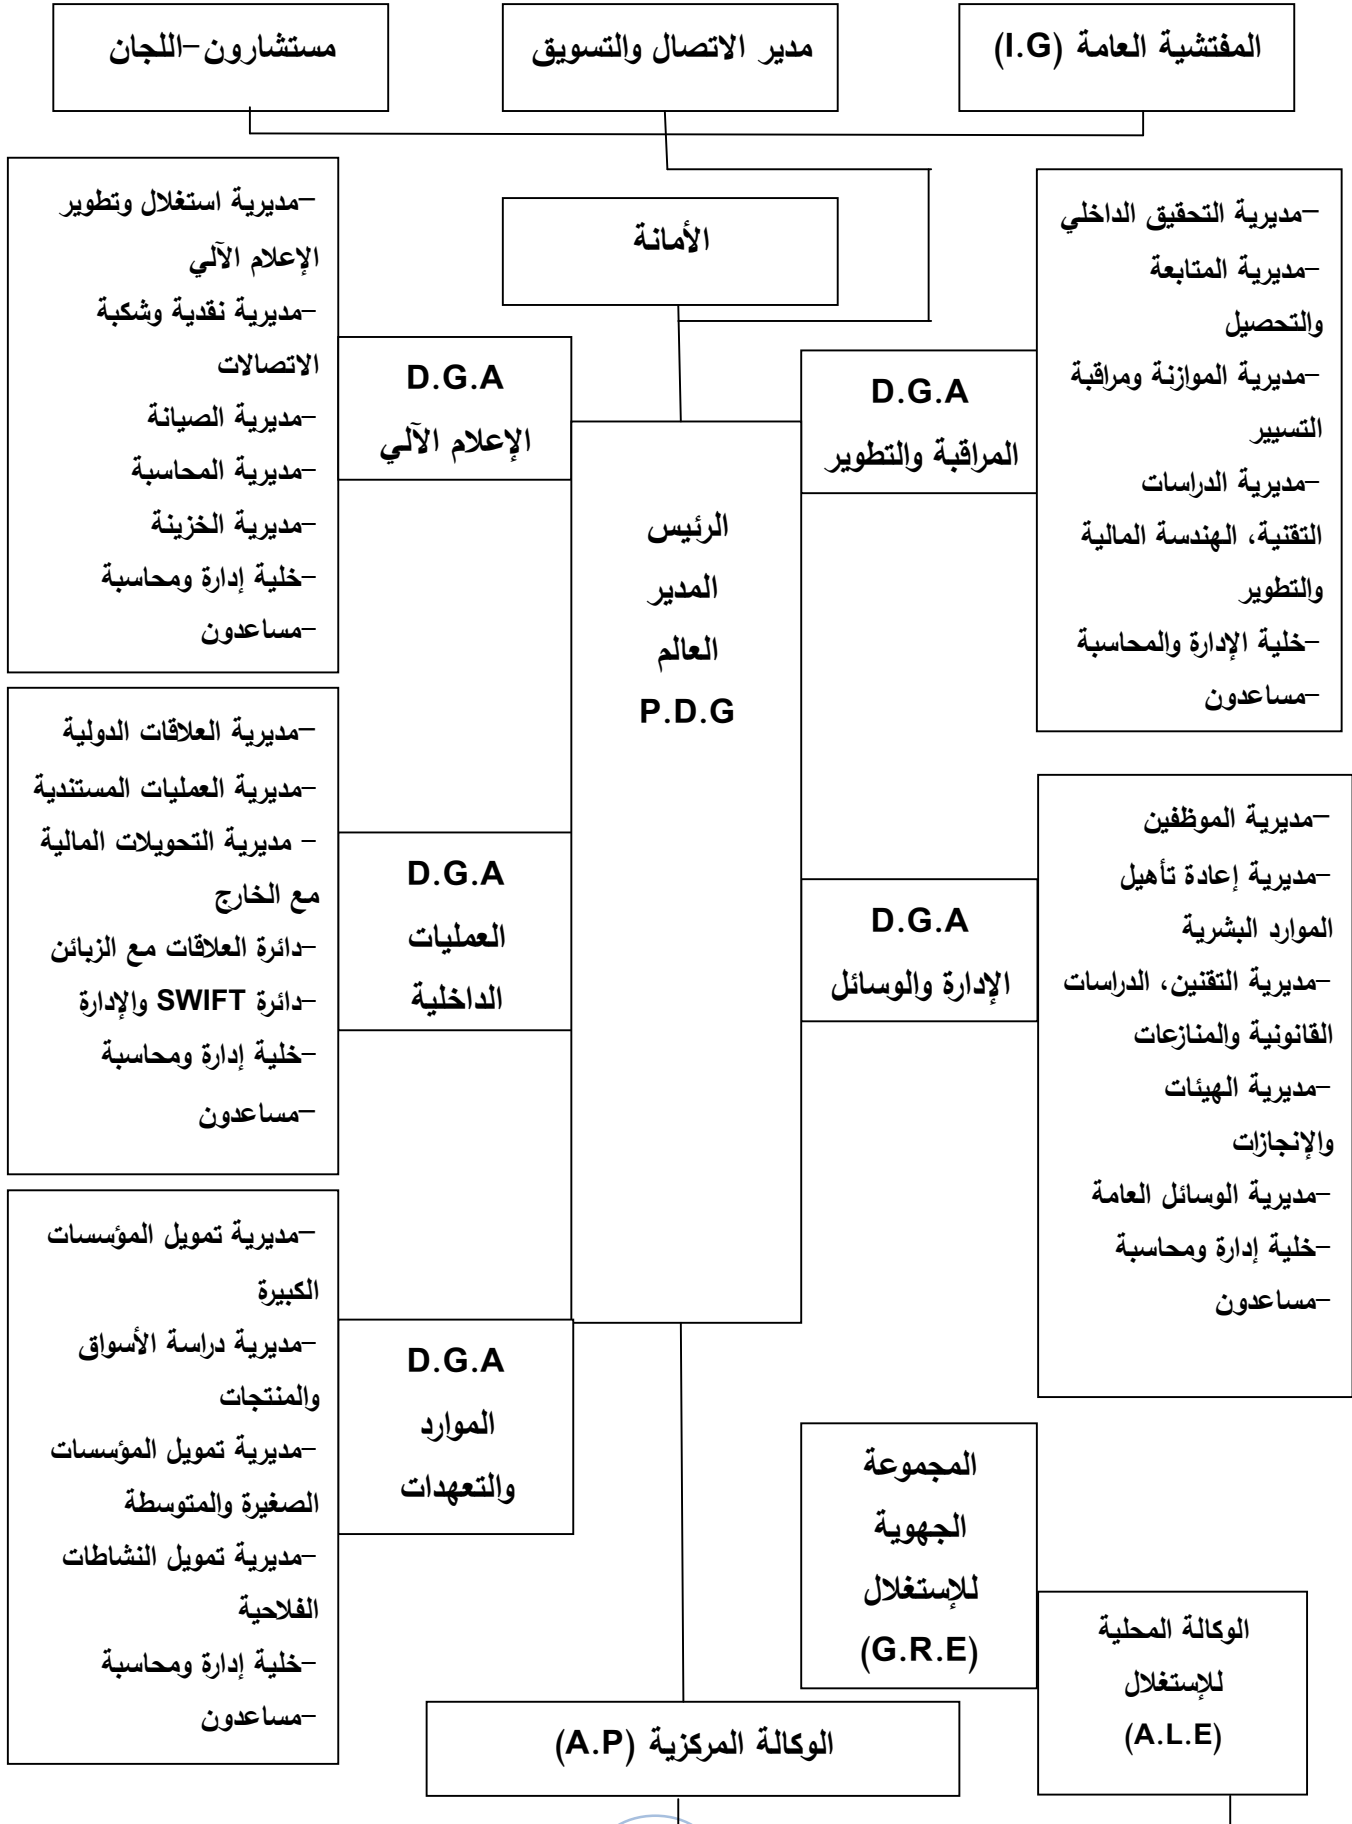 المفتشية العامة (I.G)
مدير الاتصال والتسويق
مستشارون-اللجان
الأمانة
-مديرية التحقيق الداخلي
-مديرية المتابعة
والتحصيل
-مديرية الموازنة ومراقبة
التسيير
-مديرية الدراسات
التقنية، الهندسة المالية
والتطوير
-خلية الإدارة والمحاسبة
-مساعدون
D.G.A
المراقبة والتطوير
الرئيس
المدير
العالم
P.D.G
D.G.A
الإعلام الآلي
-مديرية استغلال وتطوير
الإعلام الآلي
-مديرية نقدية وشكبة
الاتصالات
-مديرية الصيانة
-مديرية المحاسبة
-مديرية الخزينة
-خلية إدارة ومحاسبة
-مساعدون
-مديرية الموظفين
-مديرية إعادة تأهيل
الموارد البشرية
-مديرية التقنين، الدراسات
القانونية والمنازعات
-مديرية الهيئات
والإنجازات
-مديرية الوسائل العامة
-خلية إدارة ومحاسبة
-مساعدون
D.G.A
الإدارة والوسائل
D.G.A
العمليات
الداخلية
-مديرية العلاقات الدولية
-مديرية العمليات المستندية
- مديرية التحويلات المالية
مع الخارج
-دائرة العلاقات مع الزبائن
-دائرة SWIFT والإدارة
-خلية إدارة ومحاسبة
-مساعدون
D.G.A
الموارد
والتعهدات
-مديرية تمويل المؤسسات
الكبيرة
-مديرية دراسة الأسواق
والمنتجات
-مديرية تمويل المؤسسات
الصغيرة والمتوسطة
-مديرية تمويل النشاطات
الفلاحية
-خلية إدارة ومحاسبة
-مساعدون
المجموعة
الجهوية
للإستغلال
(G.R.E)
الوكالة المحلية
للإستغلال
(A.L.E)
الوكالة المركزية (A.P)